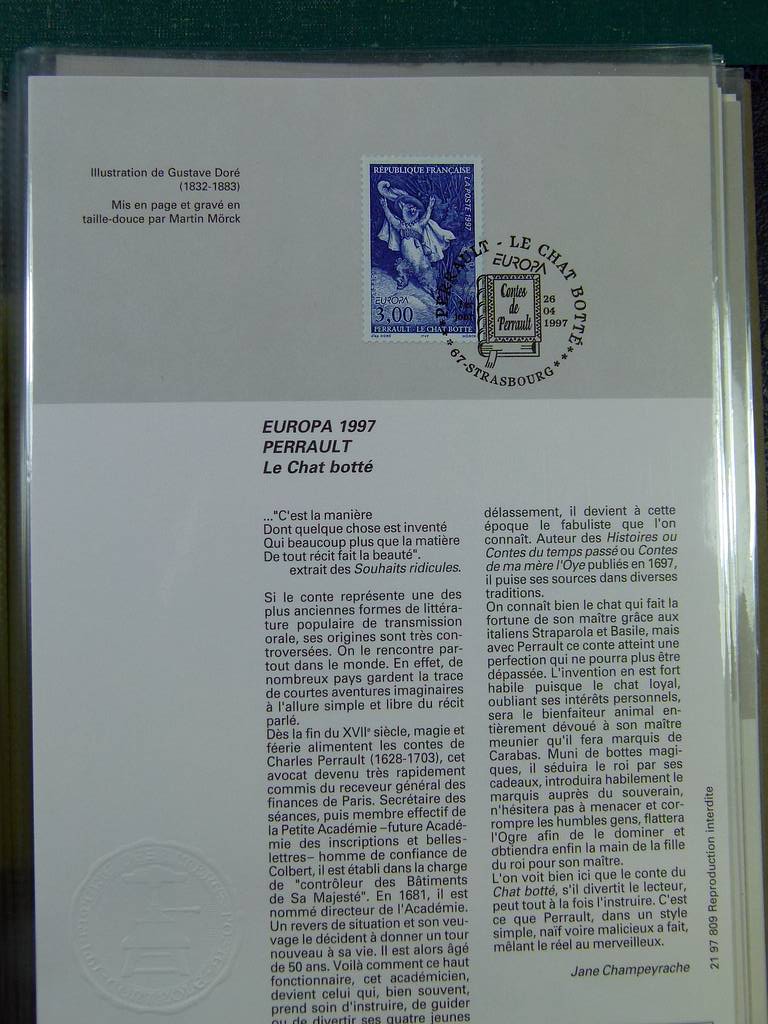 Illustration de Gustave Doré
(1832-1883)
Mis en page et gravé en
taille-douce par Martin Mörck
RÉPUBLIQUE FRANÇAISE
LA POSTE 1997
EUROPA
3,00
PERRAULT - LE CHAT BOTTÉ
PERRAULT - LE CHAT BOTTÉ
EUROPA
Contes
de
Perrault
26
04
1997
67-STRASBOURG
EUROPA 1997
PERRAULT
Le Chat botté
..."C'est la manière
Dont quelque chose est inventé
Qui beaucoup plus que la matière
De tout récit fait la beauté".
extrait des Souhaits ridicules.
Si le conte représente une des
plus anciennes formes de littéra-
ture populaire de transmission
orale, ses origines sont très con-
troversées. On le rencontre par-
tout dans le monde. En effet, de
nombreux pays gardent la trace
de courtes aventures imaginaires
à l'allure simple et libre du récit
parlé.
Dès la fin du XVIIe siècle, magie et
féerie alimentent les contes de
Charles Perrault (1628-1703), cet
avocat devenu très rapidement
commis du receveur général des
finances de Paris. Secrétaire des
séances, puis membre effectif de
la Petite Académie –future Acadé-
mie des inscriptions et belles-
lettres– homme de confiance de
Colbert, il est établi dans la charge
de "contrôleur des Bâtiments
de Sa Majesté". En 1681, il est
nommé directeur de l'Académie.
Un revers de situation et son veu-
vage le décident à donner un tour
nouveau à sa vie. Il est alors âgé
de 50 ans. Voilà comment ce haut
fonctionnaire, cet académicien,
devient celui qui, bien souvent,
prend soin d'instruire, de guider
ou de divertir ses quatre jeunes
délassement, il devient à cette
époque le fabuliste que l'on
connaît. Auteur des Histoires ou
Contes du temps passé ou Contes
de ma mère l'Oye publiés en 1697,
il puise ses sources dans diverses
traditions.
On connaît bien le chat qui fait la
fortune de son maître grâce aux
italiens Straparola et Basile, mais
avec Perrault ce conte atteint une
perfection qui ne pourra plus être
dépassée. L'invention en est fort
habile puisque le chat loyal,
oubliant ses intérêts personnels,
sera le bienfaiteur animal en-
tièrement dévoué à son maître
meunier qu'il fera marquis de
Carabas. Muni de bottes magi-
ques, il séduira le roi par ses
cadeaux, introduira habilement le
marquis auprès du souverain,
n'hésitera pas à menacer et cor-
rompre les humbles gens, flattera
l'Ogre afin de le dominer et
obtiendra enfin la main de la fille
du roi pour son maître.
L'on voit bien ici que le conte du
Chat botté, s'il divertit le lecteur,
peut tout à la fois l'instruire. C'est
ce que Perrault, dans un style
simple, naïf voire malicieux a fait,
mêlant le réel au merveilleux.
Jane Champeyrache
21 97 809 Reproduction interdite